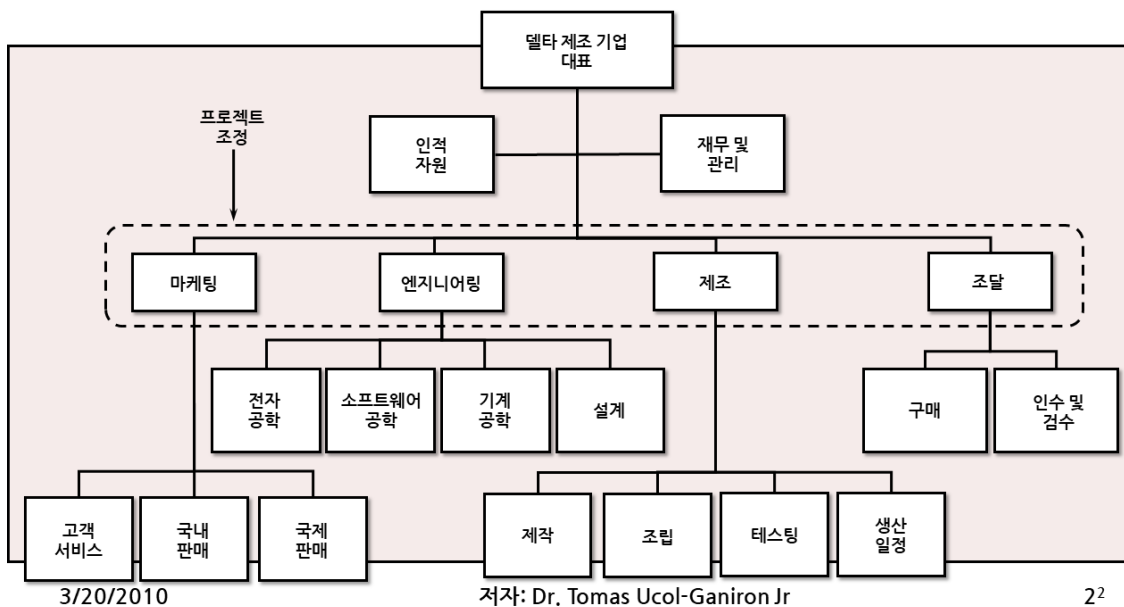 델타 제조 기업
대표
프로젝트
조정
인적
자원
재무 및
관리
마케팅
엔지니어링
제조
조달
전자
공학
소프트웨어
공학
기계
공학
설계
구매
인수 및
검수
고객
서비스
국내
판매
국제
판매
제작
조립
테스팅
생산
일정
3/20/2010
저자: Dr. Tomas Ucol-Ganiron Jr
2²